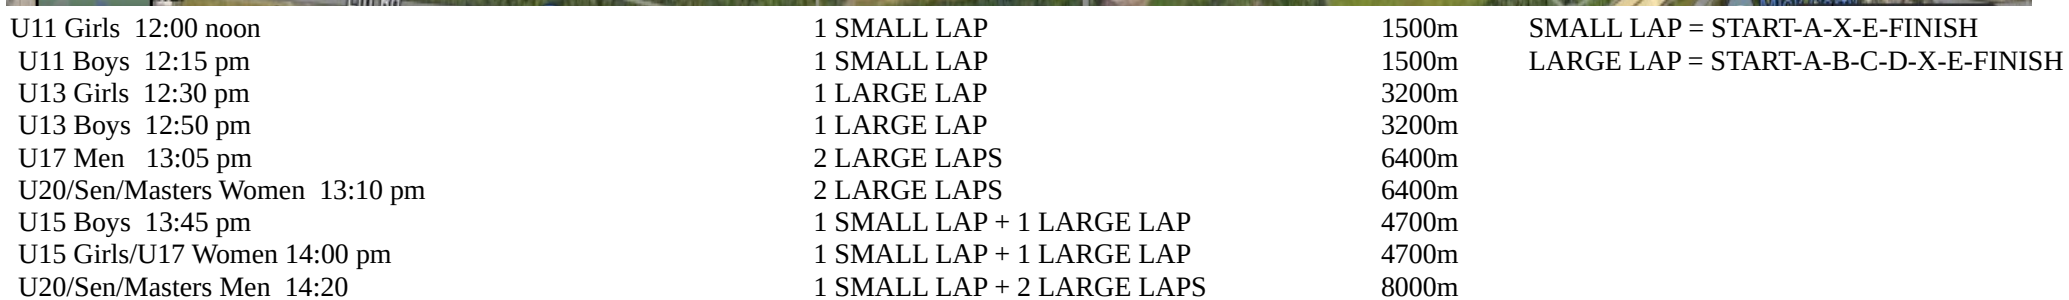 U11 Girls 12:00 noon 1 SMALL LAP 1500m SMALL LAP = START-A-X-E-FINISH
U11 Boys 12:15 pm 1 SMALL LAP 1500m LARGE LAP = START-A-B-C-D-X-E-FINISH
U13 Girls 12:30 pm 1 LARGE LAP 3200m
U13 Boys 12:50 pm 1 LARGE LAP 3200m
U17 Men 13:05 pm 2 LARGE LAPS 6400m
U20/Sen/Masters Women 13:10 pm 2 LARGE LAPS 6400m
U15 Boys 13:45 pm 1 SMALL LAP + 1 LARGE LAP 4700m
U15 Girls/U17 Women 14:00 pm 1 SMALL LAP + 1 LARGE LAP 4700m
U20/Sen/Masters Men 14:20 1 SMALL LAP + 2 LARGE LAPS 8000m